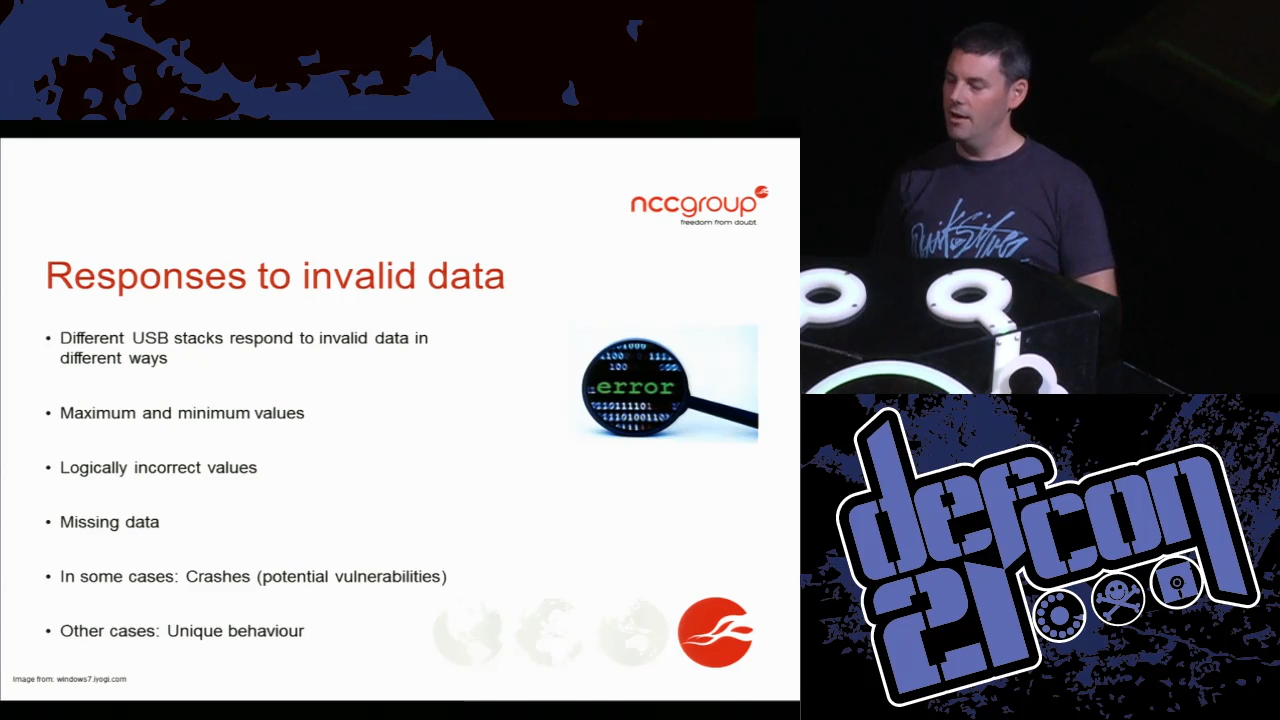 nccgroup
freedom from doubt
Responses to invalid data
• Different USB stacks respond to invalid data in
different ways
• Maximum and minimum values
• Logically incorrect values
• Missing data
• In some cases: Crashes (potential vulnerabilities)
• Other cases: Unique behaviour
error
Image from: windows7.iyogi.com
QuikSilver
defcon
21